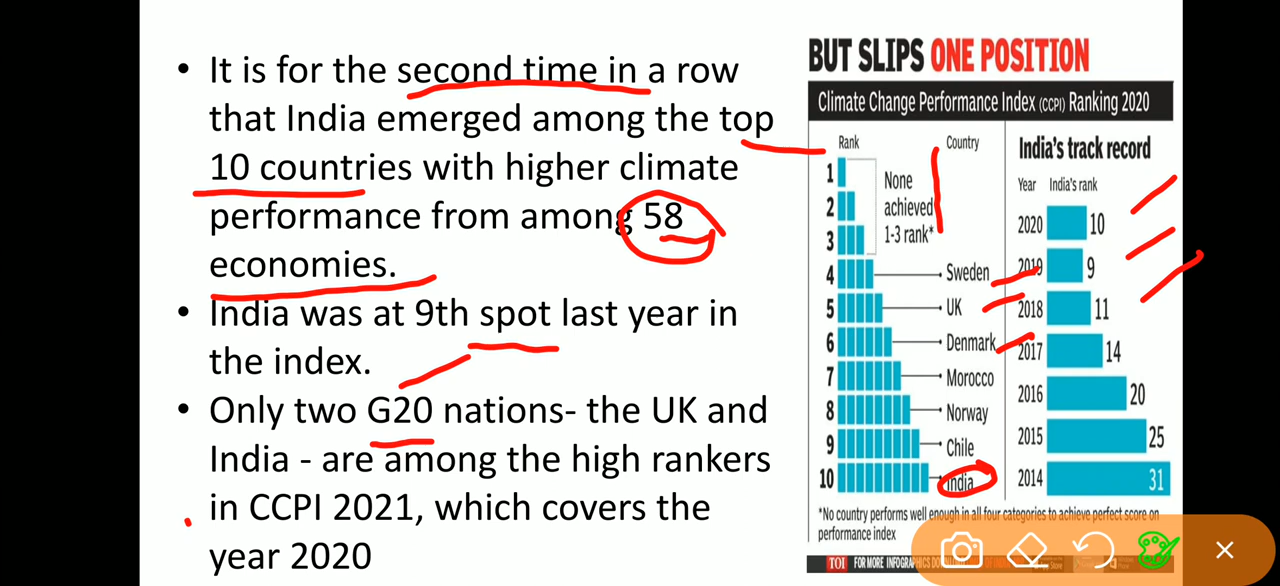 • It is for the second time in a row
that India emerged among the top
10 countries with higher climate
performance from among 58
economies.
• India was at 9th spot last year in
the index.
• Only two G20 nations- the UK and
India - are among the high rankers
in CCPI 2021, which covers the
year 2020
BUT SLIPS ONE POSITION
Climate Change Performance Index (CCPI) Ranking 2020
Rank Country
1
2
3
None
achieved
1-3 rank*
4 Sweden
5 UK
6 Denmark
7 Morocco
8 Norway
9 Chile
10 India
India's track record
Year India's rank
2020 10
2019 9
2018 11
2017 14
2016 20
2015 25
2014 31
*No country performs well enough in all four categories to achieve perfect score on
performance index
TOI FOR MORE INFOGRAPHICS